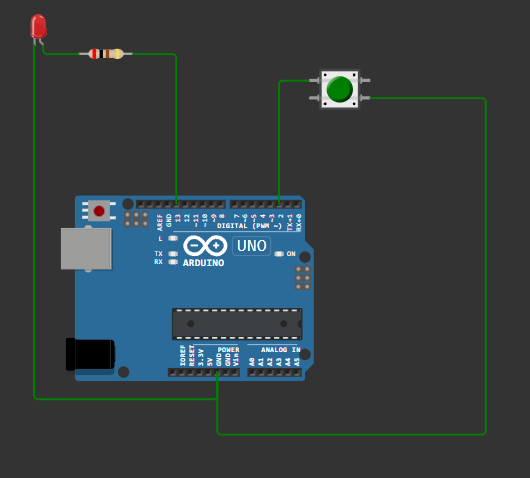 AREF
GND
13
12
~11
~10
~9
8
7
~6
~5
4
~3
2
TX→1
RX←0
DIGITAL (PWM ~)
L
UNO
TX
RX
ON
ARDUINO
POWER
ANALOG IN
IOREF
RESET
3.3V
5V
GND
GND
Vin
A0
A1
A2
A3
A4
A5